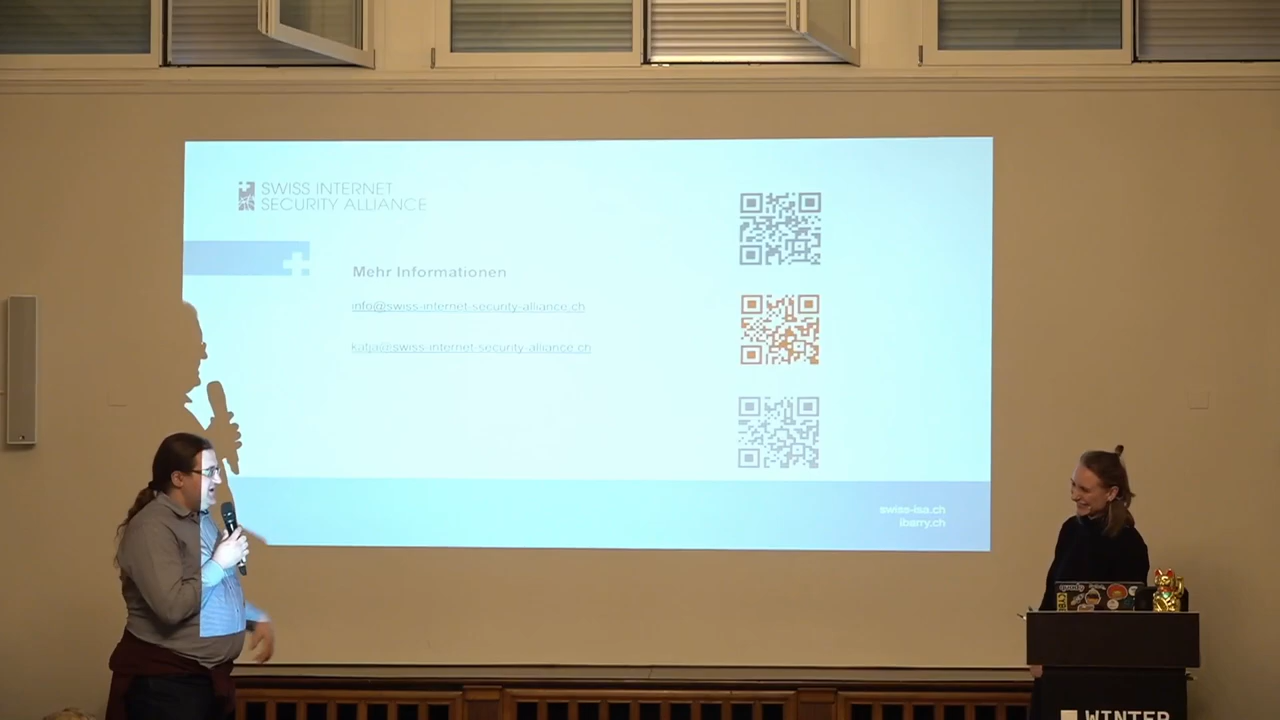 SWISS INTERNET
SECURITY ALLIANCE
Mehr Informationen
info@swiss-internet-security-alliance.ch
katja@swiss-internet-security-alliance.ch
swiss-isa.ch
ibarry.ch
WINTER